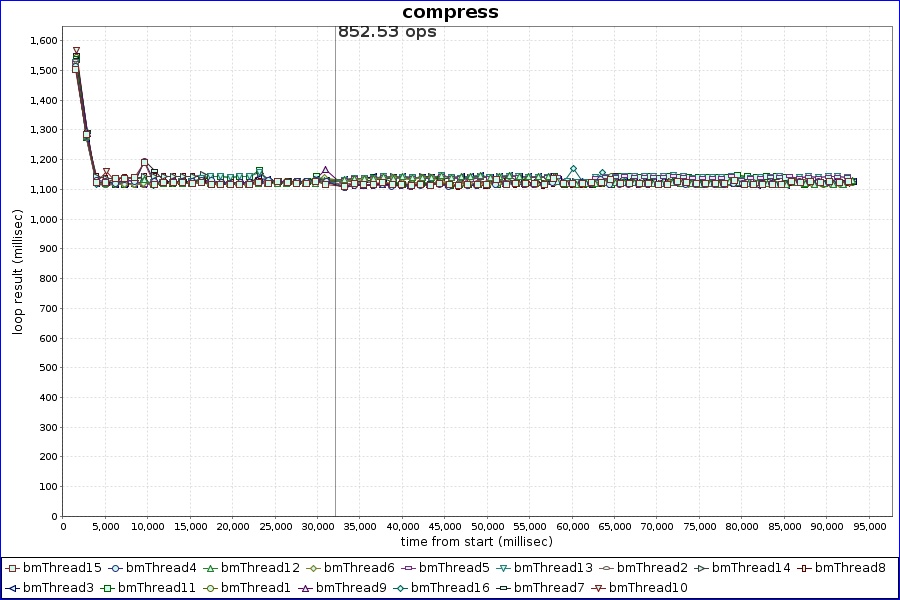 compress
852.53 ops
1,600
1,500
1,400
1,300
1,200
1,100
1,000
900
800
700
600
500
400
300
200
100
0
loop result (millisec)
0 5,000 10,000 15,000 20,000 25,000 30,000 35,000 40,000 45,000 50,000 55,000 60,000 65,000 70,000 75,000 80,000 85,000 90,000 95,000
time from start (millisec)
bmThread15 bmThread4 bmThread12 bmThread6 bmThread5 bmThread13 bmThread2 bmThread14 bmThread8
bmThread3 bmThread11 bmThread1 bmThread9 bmThread16 bmThread7 bmThread10